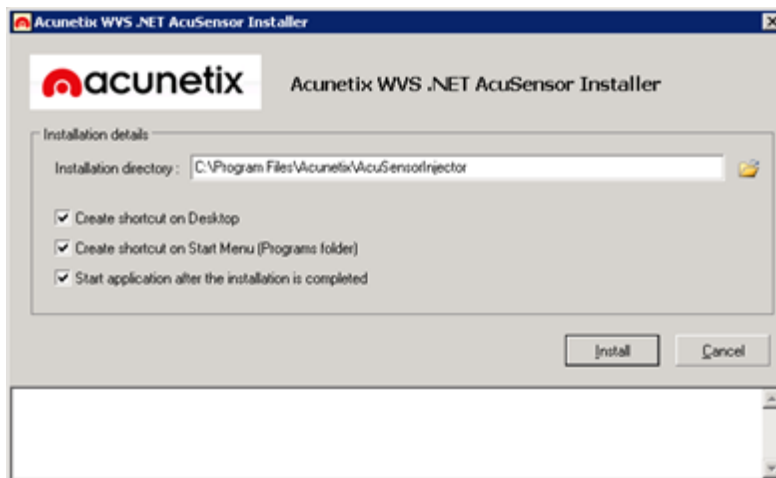 Acunetix WVS .NET AcuSensor Installer
acunetix
Acunetix WVS .NET AcuSensor Installer
Installation details
Installation directory : C:\Program Files\Acunetix\AcuSensorInjector
Create shortcut on Desktop
Create shortcut on Start Menu (Programs folder)
Start application after the installation is completed
Install Cancel